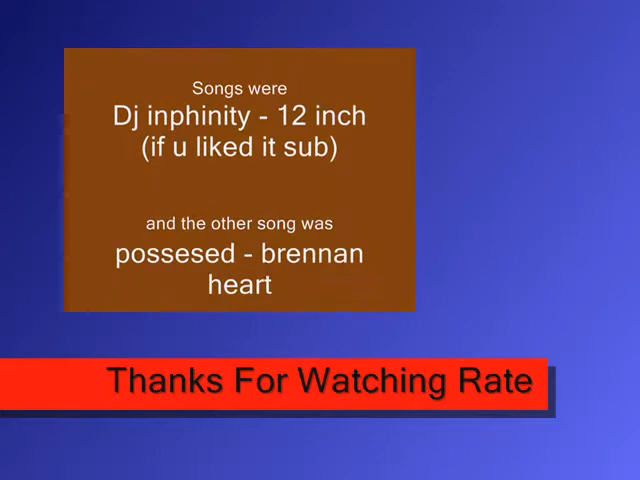 Songs were
Dj inphinity - 12 inch
(if u liked it sub)
and the other song was
possesed - brennan
heart
Thanks For Watching Rate